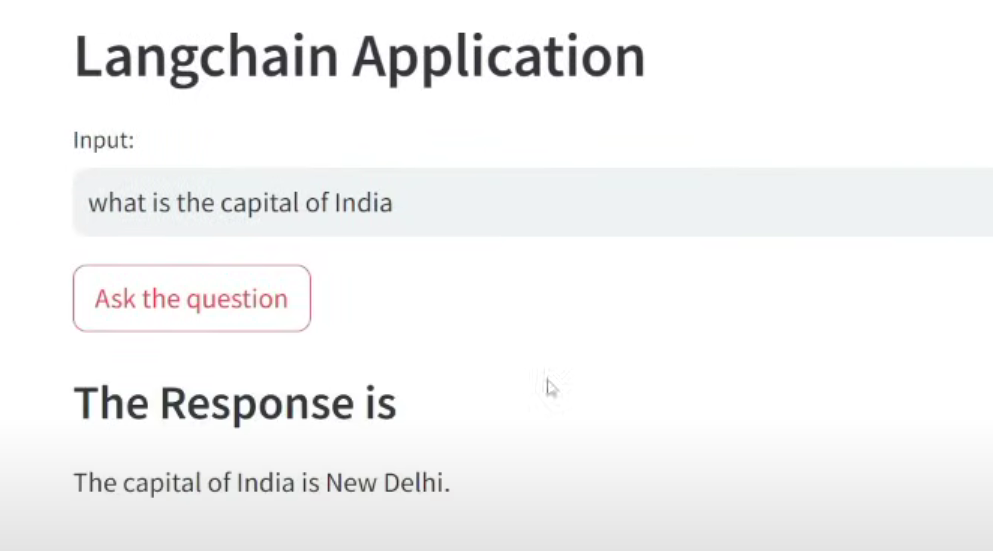 Langchain Application
Input:
what is the capital of India
Ask the question
The Response is
The capital of India is New Delhi.